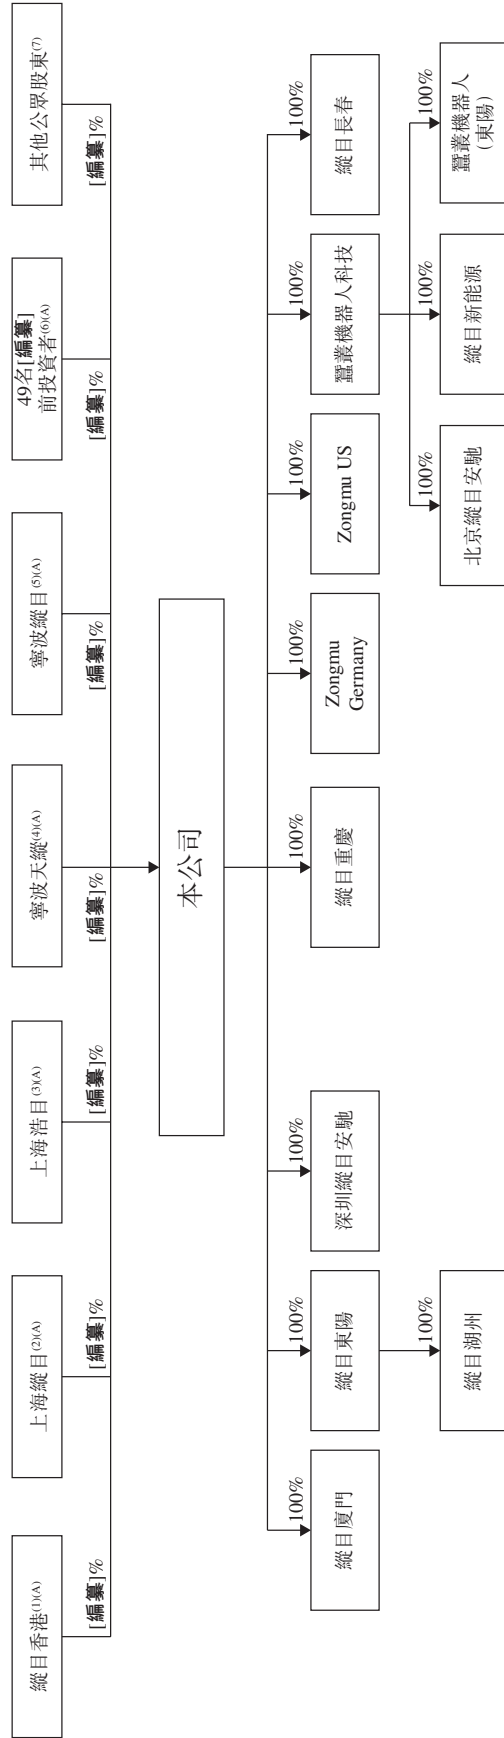 縱目香港(1)(A)
上海縱目(2)(A)
上海浩目(3)(A)
寧波天縱(4)(A)
寧波縱目(5)(A)
49名[編纂]
前投資者(6)(A)
其他公眾股東(7)
[編纂]%
[編纂]%
[編纂]%
[編纂]%
[編纂]%
[編纂]%
[編纂]%
本公司
100%
100%
100%
100%
100%
100%
100%
100%
縱目廈門
縱目東陽
深圳縱目安馳
縱目重慶
Zongmu
Germany
Zongmu US
蠶叢機器人科技
縱目長春
100%
100%
100%
100%
縱目湖州
北京縱目安馳
縱目新能源
蠶叢機器人
(東陽)